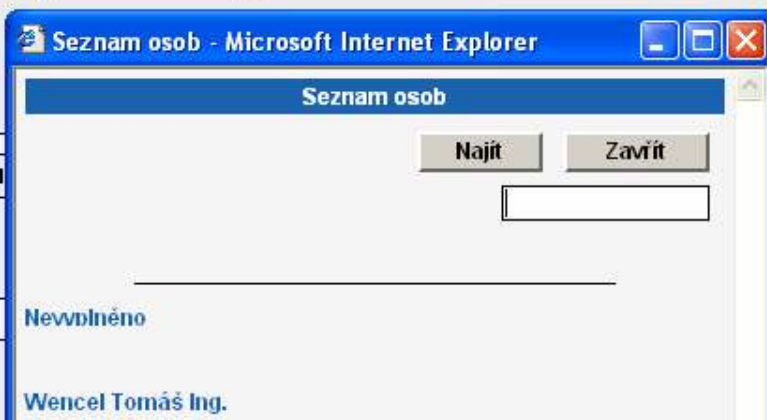 Seznam osob - Microsoft Internet Explorer
Seznam osob
Najít Zavřít
Nevyplněno
Wencel Tomáš Ing.